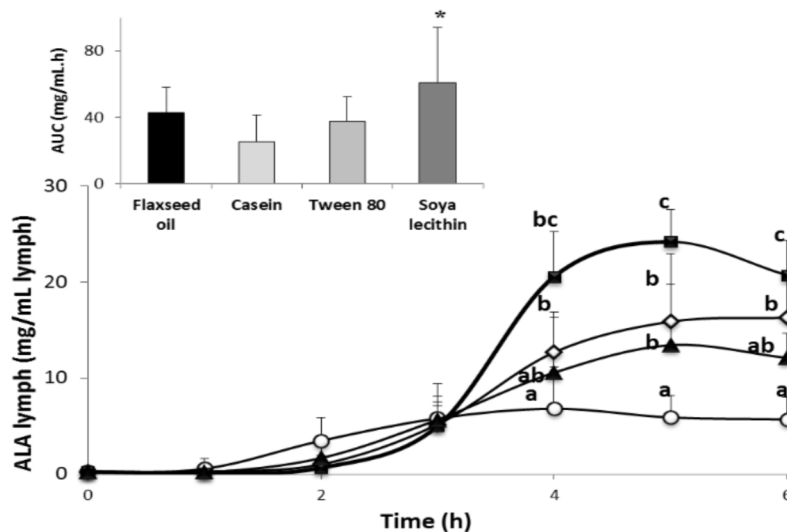 *
80
40
0
AUC (mg/mL.h)
Flaxseed
oil
Casein
Tween 80
Soya
lecithin
30
20
10
0
ALA lymph (mg/mL lymph)
bc
c
c
b
b
b
ab
b
ab
a
a
a
0
2
4
6
Time (h)